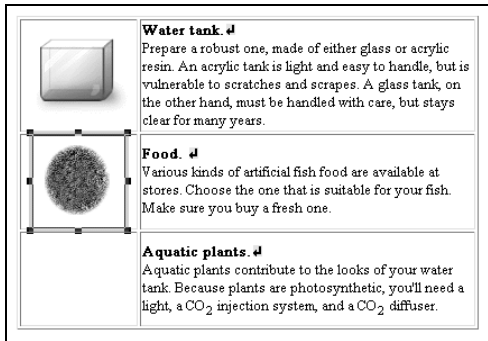 Water tank.↲
Prepare a robust one, made of either glass or acrylic
resin. An acrylic tank is light and easy to handle, but is
vulnerable to scratches and scrapes. A glass tank, on
the other hand, must be handled with care, but stays
clear for many years.
Food. ↲
Various kinds of artificial fish food are available at
stores. Choose the one that is suitable for your fish.
Make sure you buy a fresh one.
Aquatic plants.↲
Aquatic plants contribute to the looks of your water
tank. Because plants are photosynthetic, you'll need a
light, a CO₂ injection system, and a CO₂ diffuser.